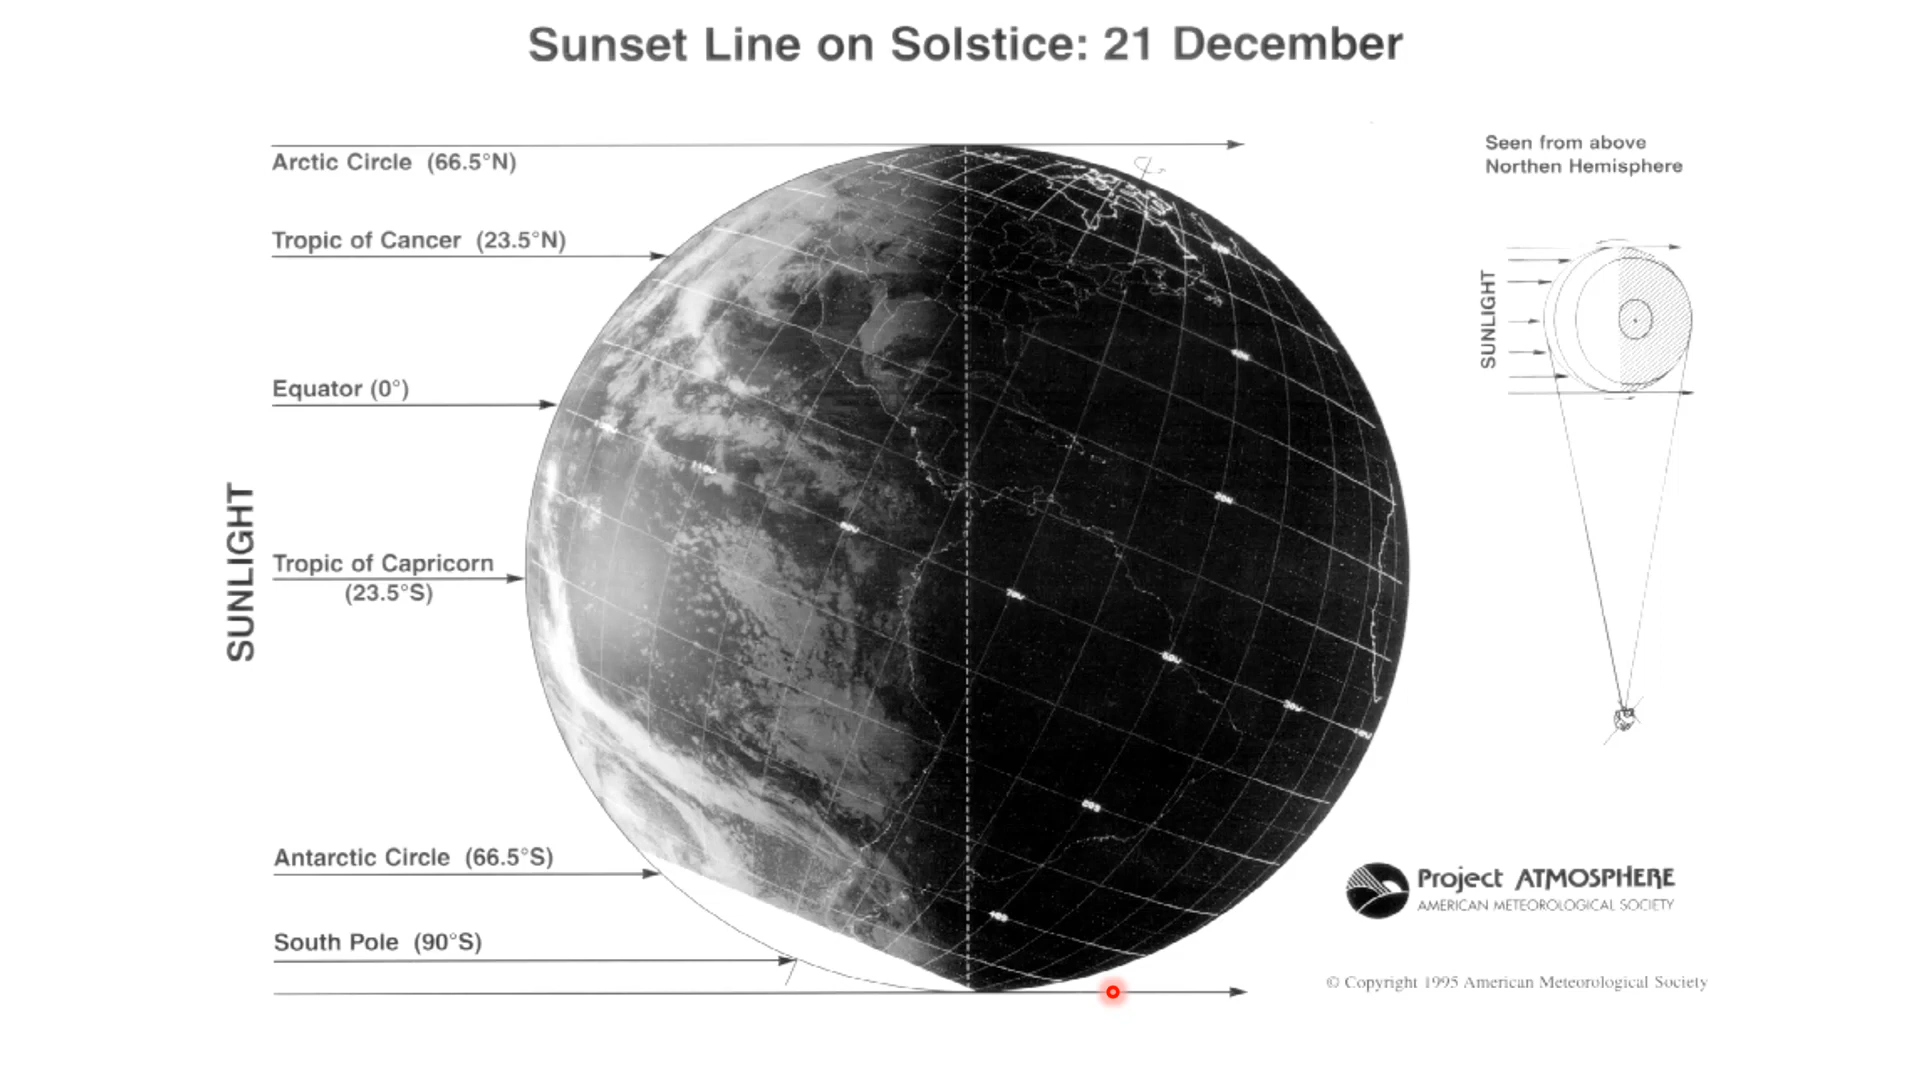 Sunset Line on Solstice: 21 December
Arctic Circle (66.5°N)
Tropic of Cancer (23.5°N)
Equator (0°)
SUNLIGHT
Tropic of Capricorn
(23.5°S)
Antarctic Circle (66.5°S)
South Pole (90°S)
110W
Seen from above
Northen Hemisphere
SUNLIGHT
Project ATMOSPHERE
AMERICAN METEOROLOGICAL SOCIETY
© Copyright 1995 American Meteorological Society